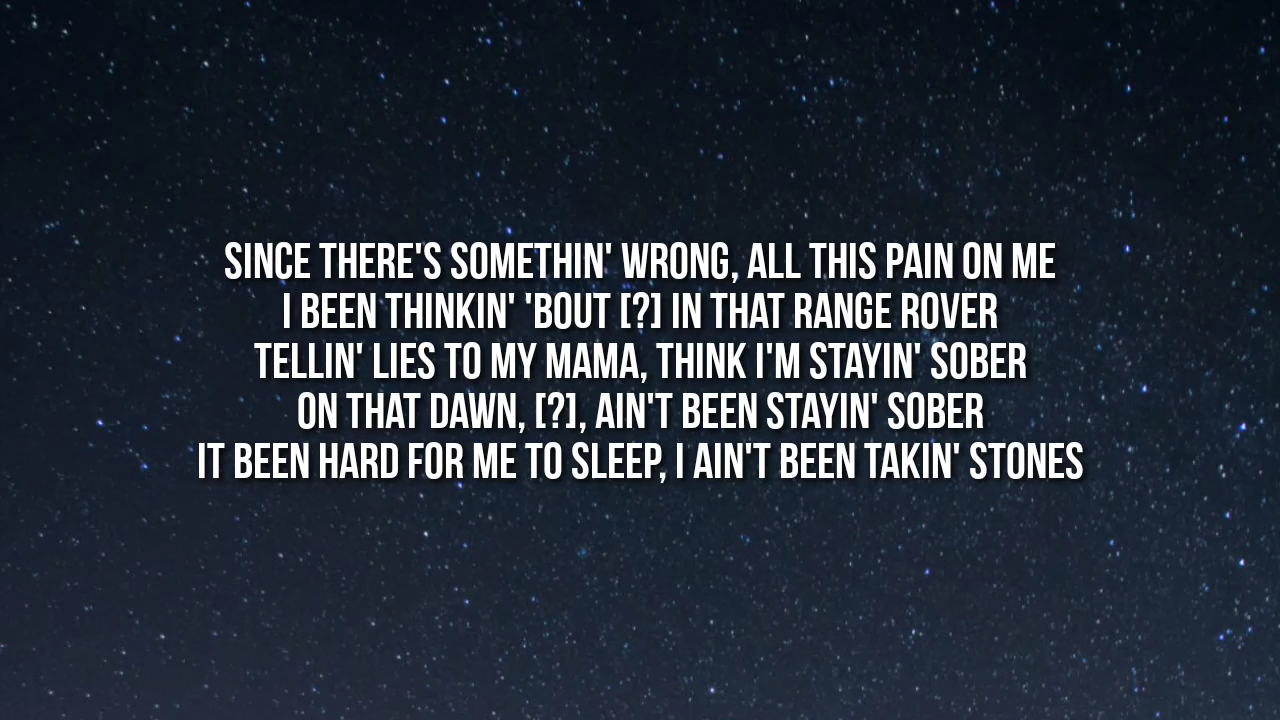 SINCE THERE'S SOMETHIN' WRONG, ALL THIS PAIN ON ME
I BEEN THINKIN' 'BOUT [?] IN THAT RANGE ROVER
TELLIN' LIES TO MY MAMA, THINK I'M STAYIN' SOBER
ON THAT DAWN, [?], AIN'T BEEN STAYIN' SOBER
IT BEEN HARD FOR ME TO SLEEP, I AIN'T BEEN TAKIN' STONES